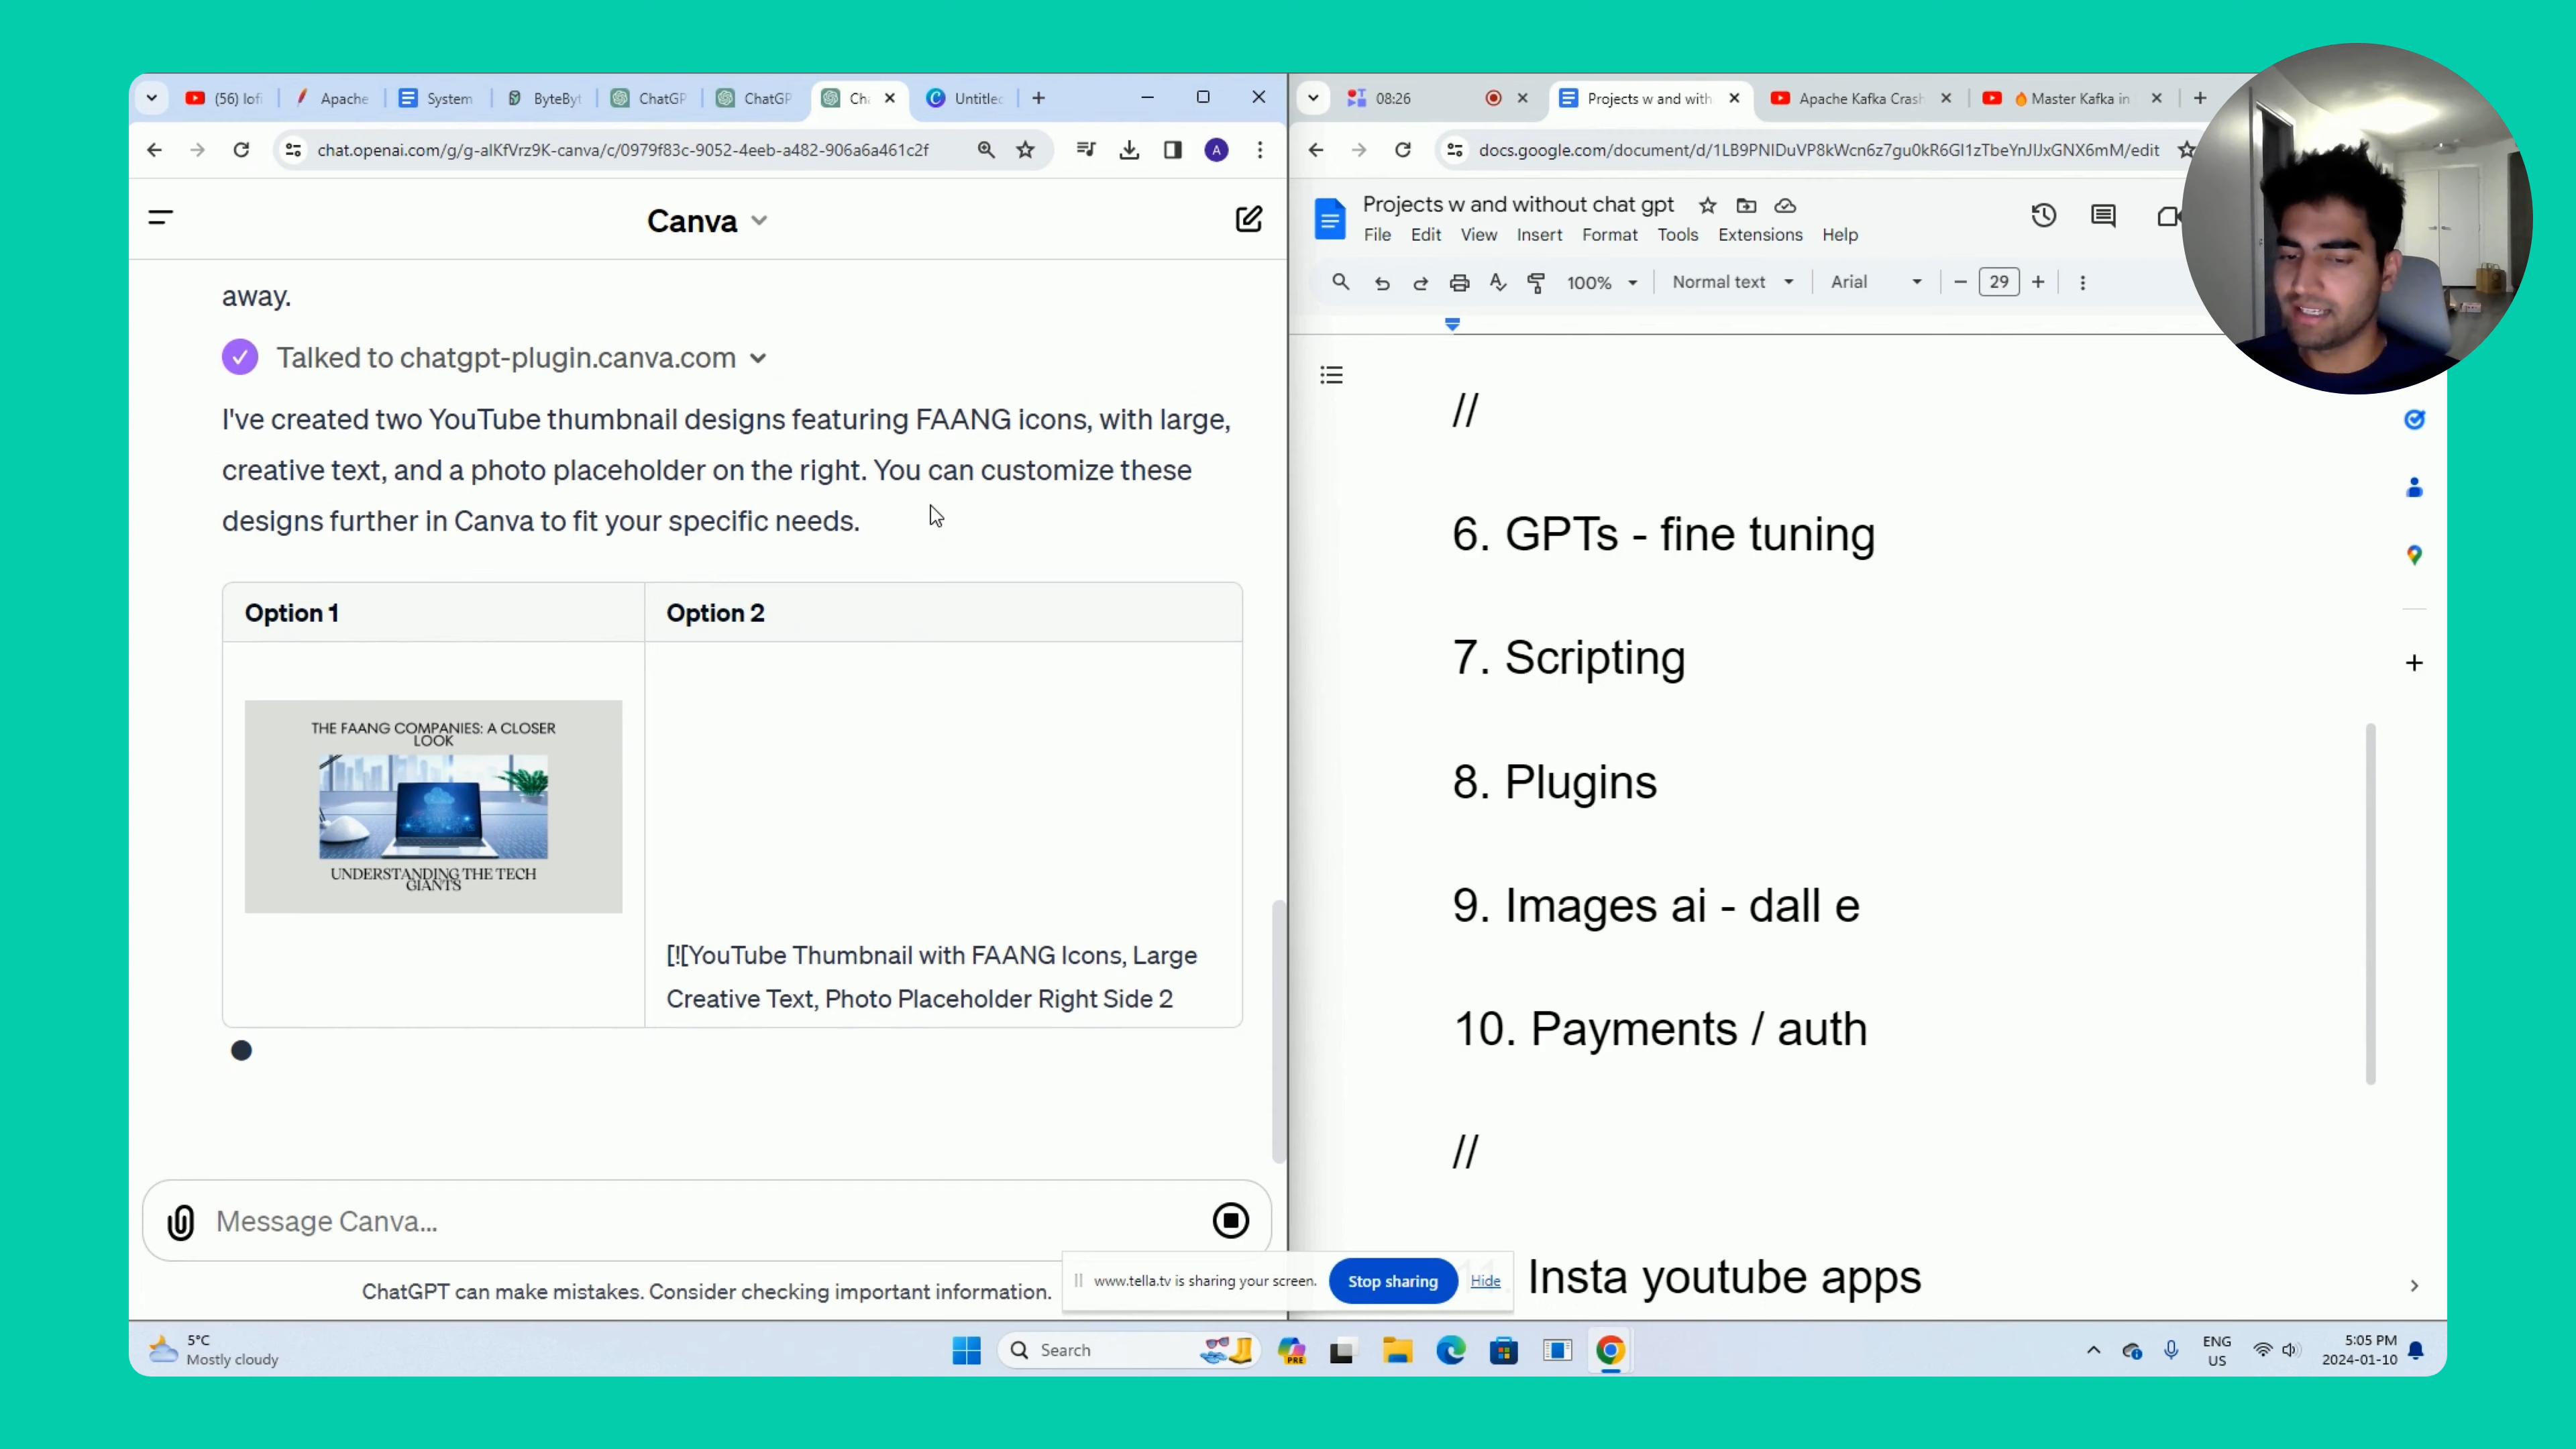 (56) lofi
Apache
System
ByteByt
ChatGP
ChatGP
Cha
Untitled
chat.openai.com/g/g-alKfVrz9K-canva/c/0979f83c-9052-4eeb-a482-906a6a461c2f
A
Canva
away.
Talked to chatgpt-plugin.canva.com
I've created two YouTube thumbnail designs featuring FAANG icons, with large,
creative text, and a photo placeholder on the right. You can customize these
designs further in Canva to fit your specific needs.
Option 1
Option 2
THE FAANG COMPANIES: A CLOSER
LOOK
UNDERSTANDING THE TECH
GIANTS
[![YouTube Thumbnail with FAANG Icons, Large
Creative Text, Photo Placeholder Right Side 2
Message Canva...
ChatGPT can make mistakes. Consider checking important information.
08:26
Projects w and with
Apache Kafka Crash
🔥 Master Kafka in
docs.google.com/document/d/1LB9PNIDuVP8kWcn6z7gu0kR6GI1zTbeYnJIJxGNX6mM/edit
Projects w and without chat gpt
File Edit View Insert Format Tools Extensions Help
100% Normal text Arial 29
//
6. GPTs - fine tuning
7. Scripting
8. Plugins
9. Images ai - dall e
10. Payments / auth
//
11. Insta youtube apps
www.tella.tv is sharing your screen.
Stop sharing
Hide
5°C
Mostly cloudy
Search
PRE
ENG
US
5:05 PM
2024-01-10